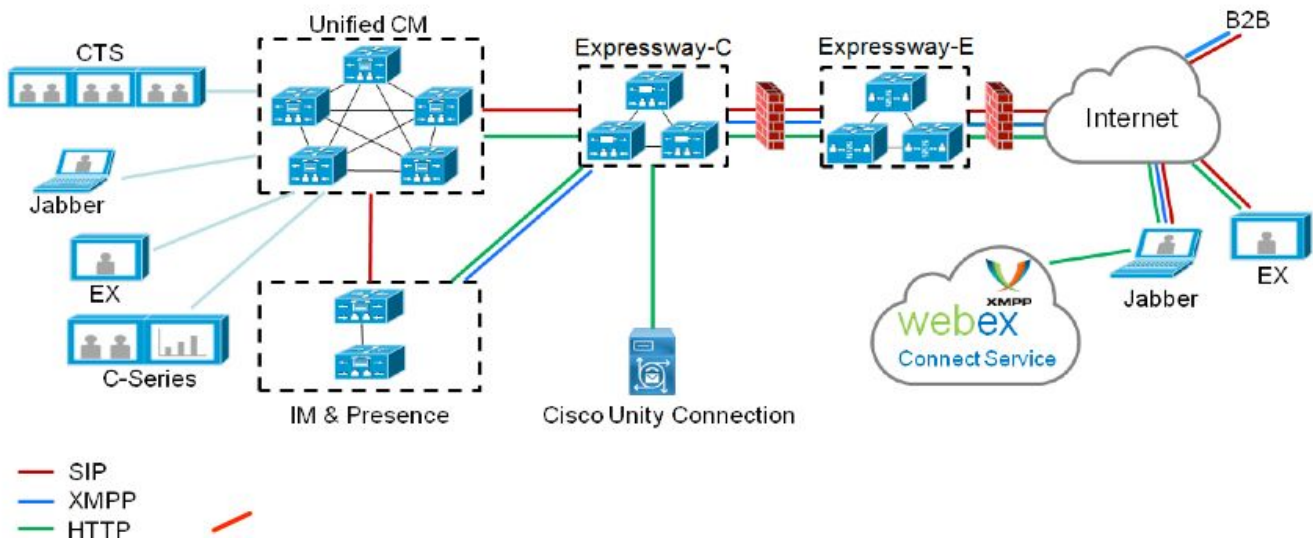 Unified CM
B2B
CTS
Expressway-C
Expressway-E
Internet
Jabber
EX
EX
Jabber
XMPP
webex
Connect Service
C-Series
IM & Presence
Cisco Unity Connection
SIP
XMPP
HTTP